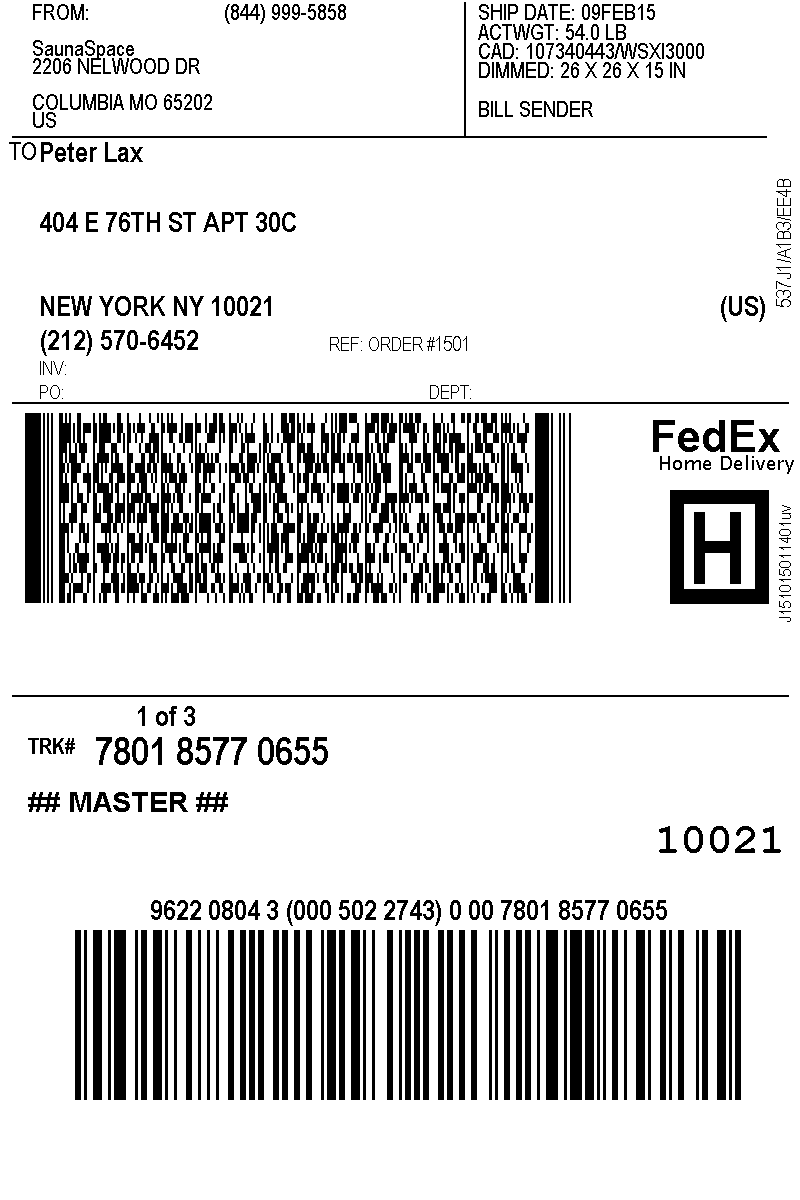 FROM: (844) 999-5858
SaunaSpace
2206 NELWOOD DR
COLUMBIA MO 65202
US
SHIP DATE: 09FEB15
ACTWGT: 54.0 LB
CAD: 107340443/WSXI3000
DIMMED: 26 X 26 X 15 IN
BILL SENDER
TO Peter Lax
404 E 76TH ST APT 30C
NEW YORK NY 10021 (US)
(212) 570-6452 REF: ORDER #1501
INV:
PO: DEPT:
537J1/A1B3/EE4B
FedEx
Home Delivery
H
J151015011401uv
1 of 3
TRK# 7801 8577 0655
## MASTER ##
10021
9622 0804 3 (000 502 2743) 0 00 7801 8577 0655